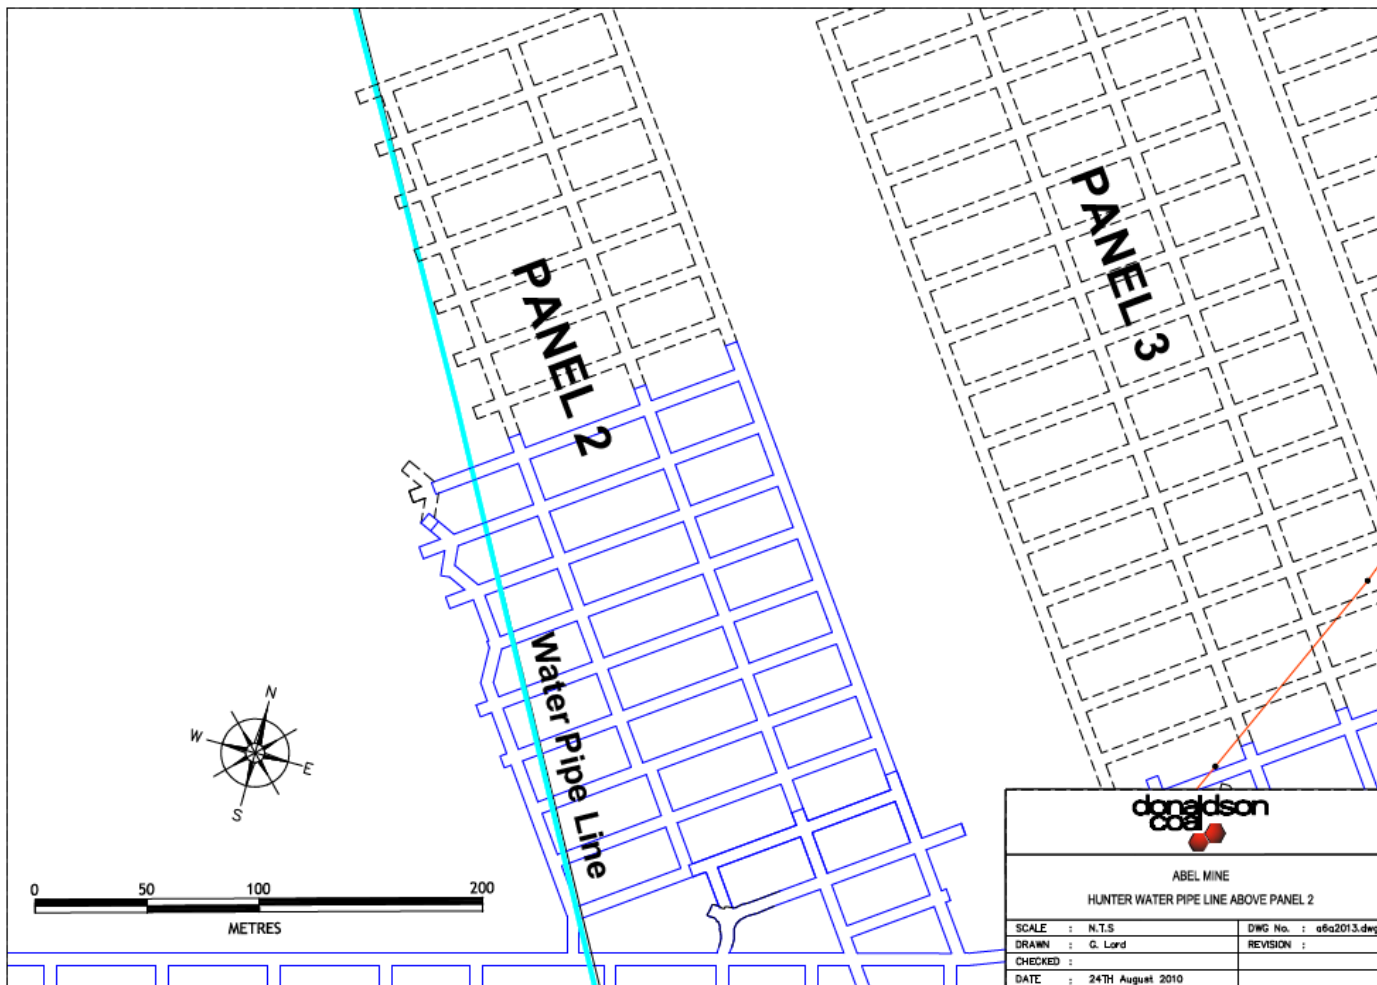 PANEL 2
PANEL 3
Water Pipe Line
N
W
E
S
0 50 100 200
METRES
donaldson
coal
ABEL MINE
HUNTER WATER PIPE LINE ABOVE PANEL 2
SCALE : N.T.S
DWG No. : a6a2013.dwg
DRAWN : G. Lord
REVISION :
CHECKED :
DATE : 24TH August 2010